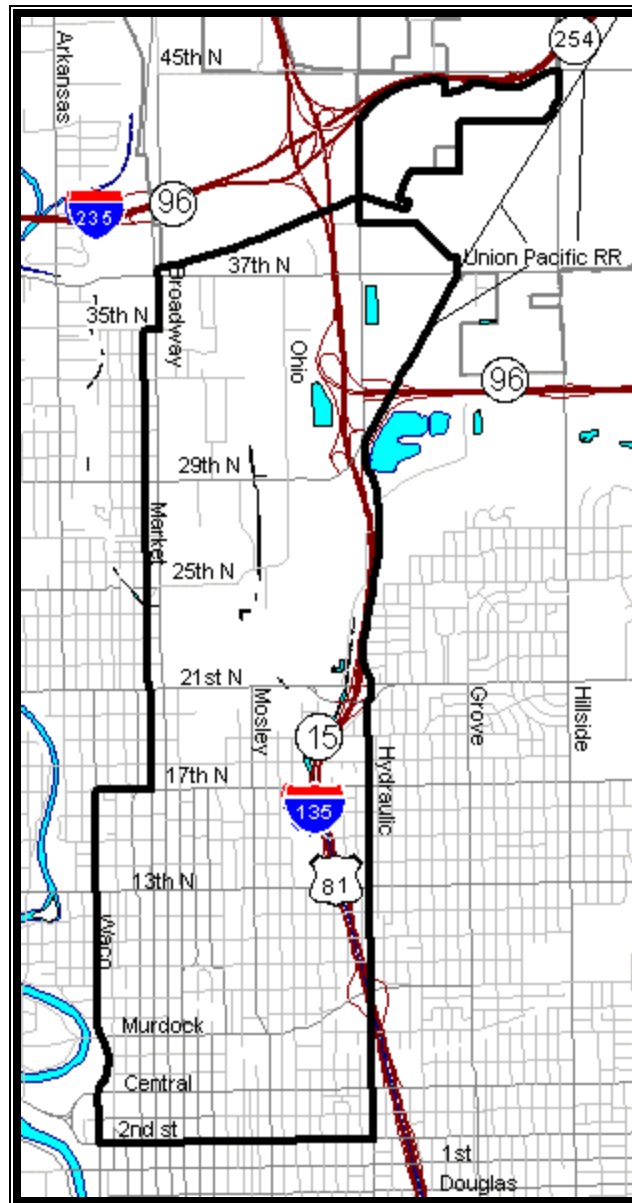 254
45th N
Arkansas
96
235
Union Pacific RR
37th N
Broadway
35th N
Ohio
96
29th N
Market
25th N
21st N
Mosley
Grove
Hillside
15
Hydraulic
17th N
135
13th N
81
Waco
Murdock
Central
2nd st
1st
Douglas